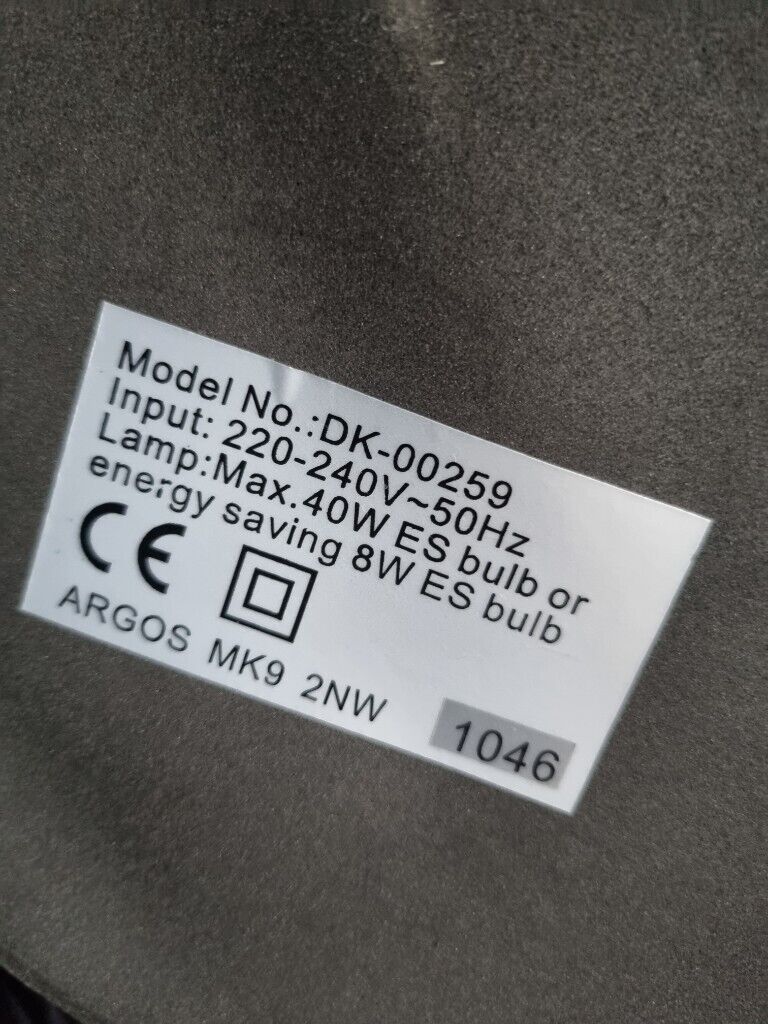 Model No.:DK-00259
Input: 220-240V~50Hz
Lamp:Max.40W ES bulb or
energy saving 8W ES bulb
CE
ARGOS MK9 2NW
1046